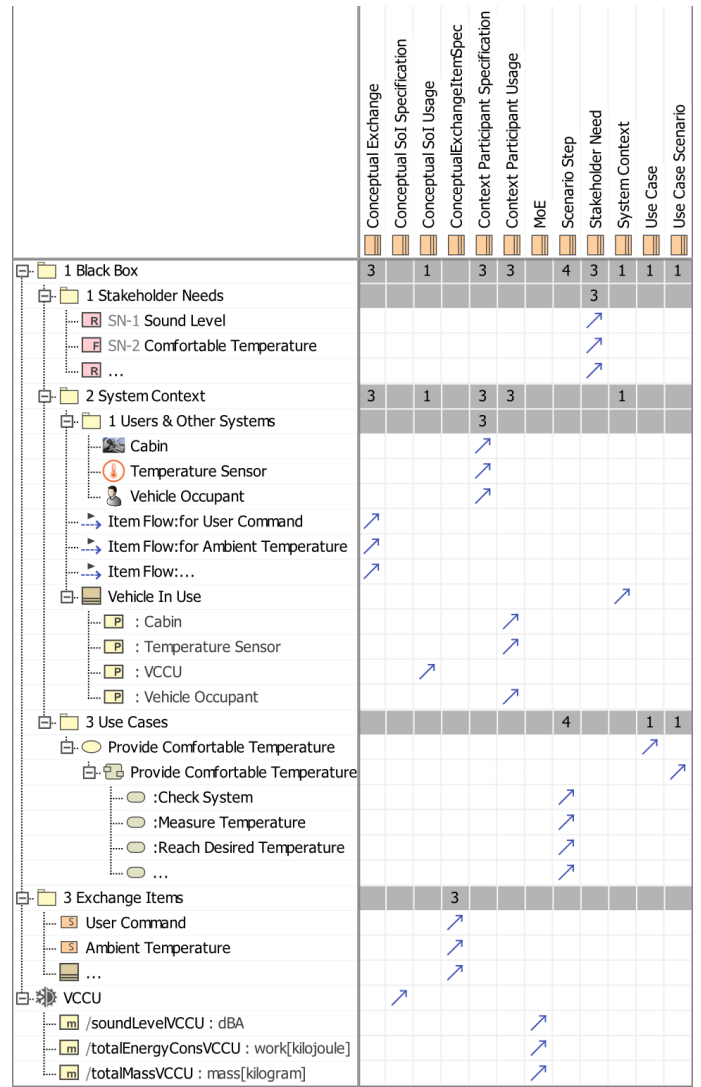 Conceptual Exchange
Conceptual SoI Specification
Conceptual SoI Usage
ConceptualExchangeItemSpec
Context Participant Specification
Context Participant Usage
MoE
Scenario Step
Stakeholder Need
System Context
Use Case
Use Case Scenario
1 Black Box 3 1 3 3 4 3 1 1 1
1 Stakeholder Needs 3
R SN-1 Sound Level
F SN-2 Comfortable Temperature
R ...
2 System Context 3 1 3 3 1
1 Users & Other Systems 3
Cabin
Temperature Sensor
Vehicle Occupant
Item Flow:for User Command
Item Flow:for Ambient Temperature
Item Flow:...
Vehicle In Use
P : Cabin
P : Temperature Sensor
P : VCCU
P : Vehicle Occupant
3 Use Cases 4 1 1
Provide Comfortable Temperature
Provide Comfortable Temperature
:Check System
:Measure Temperature
:Reach Desired Temperature
...
3 Exchange Items 3
S User Command
S Ambient Temperature
...
VCCU
m /soundLevelVCCU : dBA
m /totalEnergyConsVCCU : work[kilojoule]
m /totalMassVCCU : mass[kilogram]